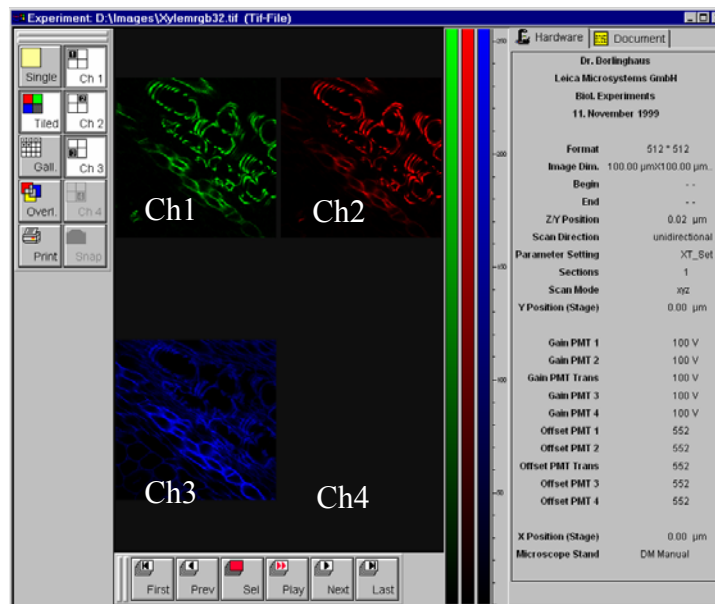 Experiment: D:\Images\Xylemrgb32.tif (Tif-File)
Single
Ch 1
Tiled
Ch 2
Gall.
Ch 3
Overl.
Ch 4
Print
Snap
Ch1
Ch2
Ch3
Ch4
First
Prev
Sel
Play
Next
Last
-250
-200
-150
-100
-50
Hardware
Document
Dr. Borlinghaus
Leica Microsystems GmbH
Biol. Experiments
11. November 1999
Format 512 * 512
Image Dim. 100.00 µmX100.00 µm..
Begin - -
End - -
Z/Y Position 0.02 µm
Scan Direction unidirectional
Parameter Setting XT_Set
Sections 1
Scan Mode xyz
Y Position (Stage) 0.00 µm
Gain PMT 1 100 V
Gain PMT 2 100 V
Gain PMT Trans 100 V
Gain PMT 3 100 V
Gain PMT 4 100 V
Offset PMT 1 552
Offset PMT 2 552
Offset PMT Trans 552
Offset PMT 3 552
Offset PMT 4 552
X Position (Stage) 0.00 µm
Microscope Stand DM Manual